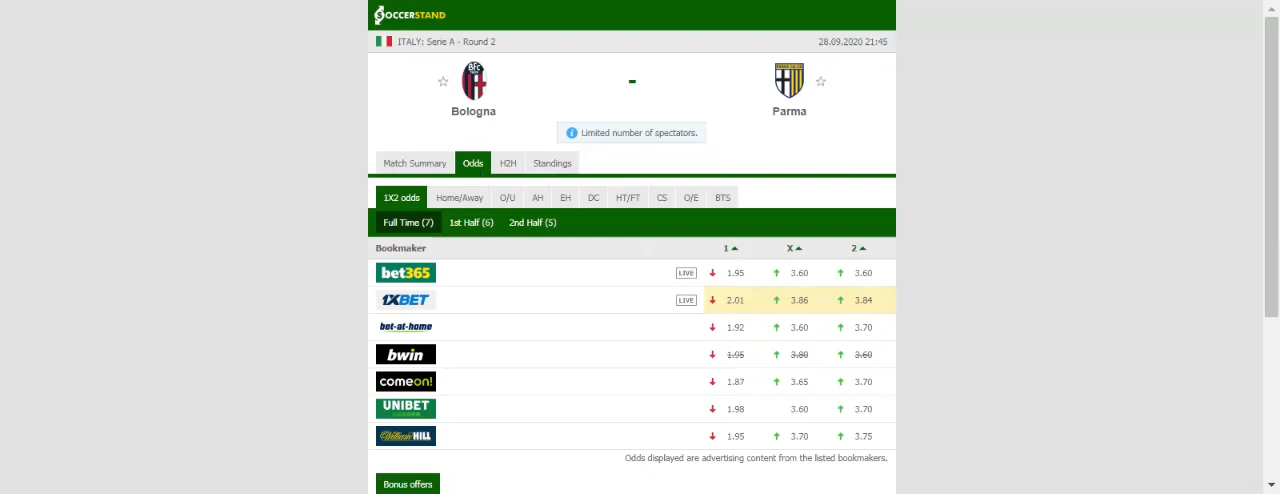 SOCCERSTAND
ITALY: Serie A - Round 2 28.09.2020 21:45
-
Bologna Parma
Limited number of spectators.
Match Summary Odds H2H Standings
1X2 odds Home/Away O/U AH EH DC HT/FT CS O/E BTS
Full Time (7) 1st Half (6) 2nd Half (5)
Bookmaker 1 X 2
bet365 LIVE 1.95 3.60 3.60
1XBET LIVE 2.01 3.86 3.84
bet-at-home 1.92 3.60 3.70
bwin 1.95 3.80 3.60
comeon! 1.87 3.65 3.70
UNIBET 1.98 3.60 3.70
William HILL 1.95 3.70 3.75
Odds displayed are advertising content from the listed bookmakers.
Bonus offers